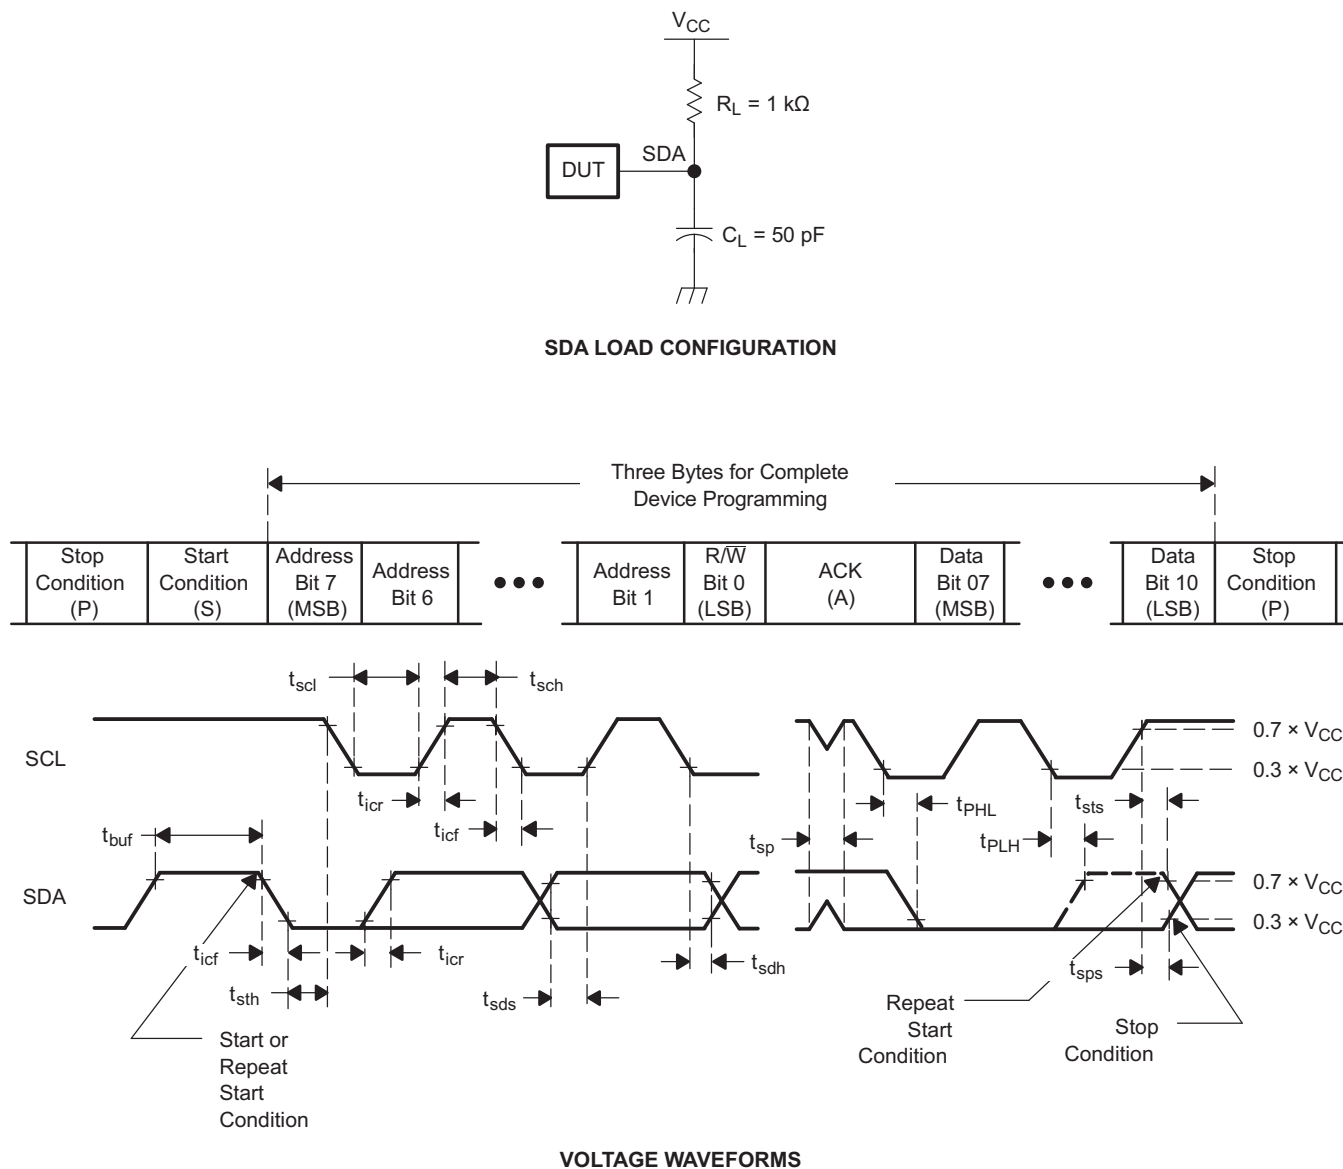 VCC
RL = 1 kΩ
SDA
DUT
CL = 50 pF
SDA LOAD CONFIGURATION
Three Bytes for Complete
Device Programming
Stop
Condition
(P)
Start
Condition
(S)
Address
Bit 7
(MSB)
Address
Bit 6
•••
Address
Bit 1
R/W̅
Bit 0
(LSB)
ACK
(A)
Data
Bit 07
(MSB)
•••
Data
Bit 10
(LSB)
Stop
Condition
(P)
tscl
tsch
SCL
0.7 × VCC
0.3 × VCC
ticr
ticf
tPHL
tsts
tbuf
tsp
tPLH
SDA
0.7 × VCC
0.3 × VCC
ticf
ticr
tsdh
tsps
tsth
tsds
Start or
Repeat
Start
Condition
Repeat
Start
Condition
Stop
Condition
VOLTAGE WAVEFORMS